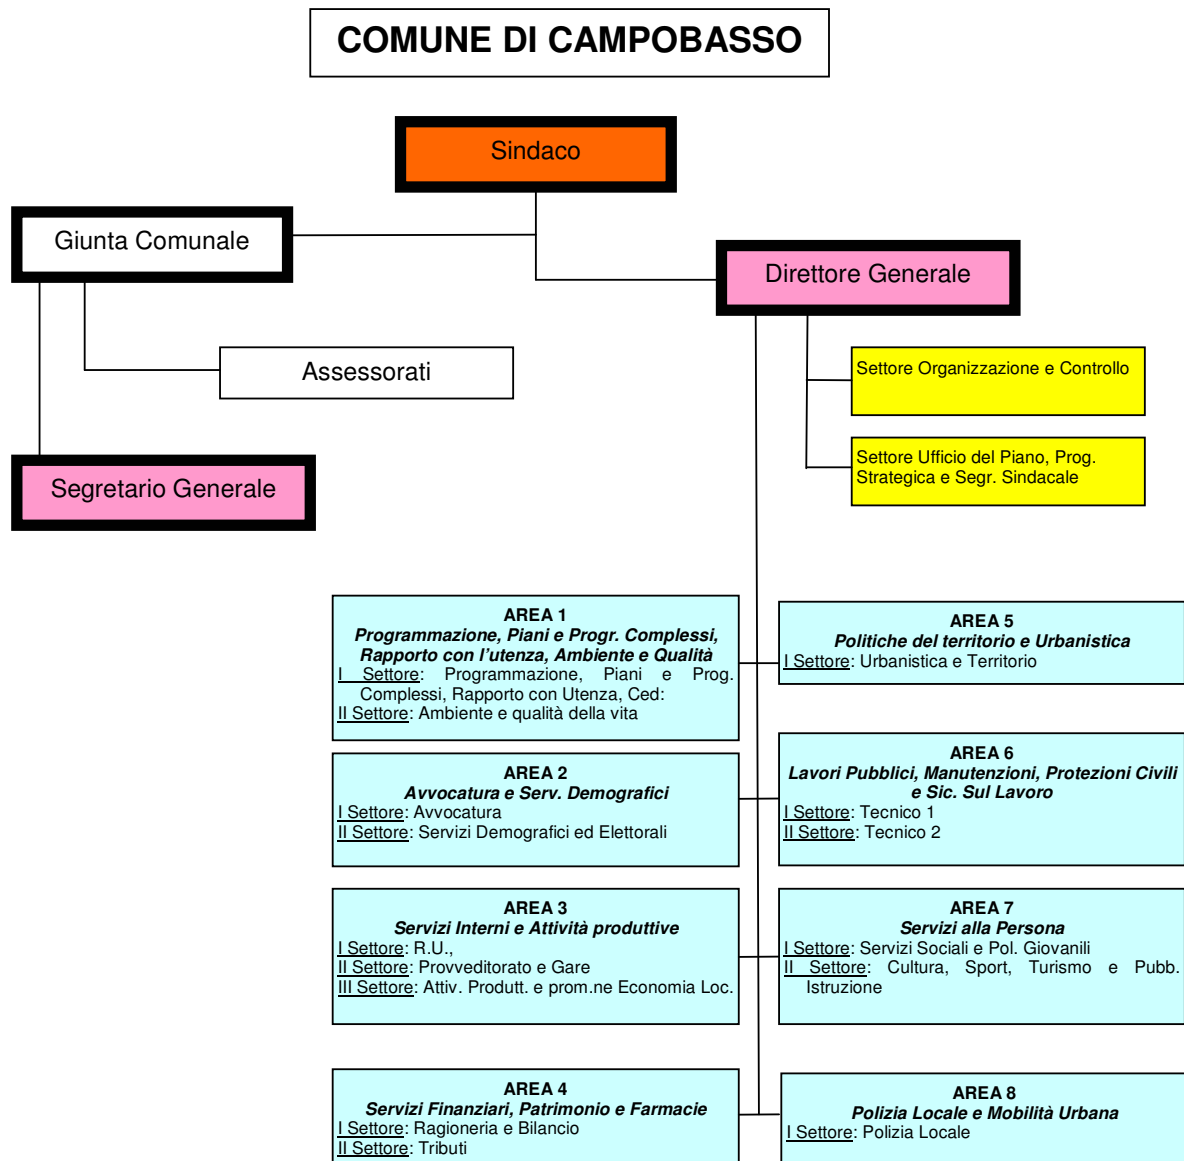 COMUNE DI CAMPOBASSO
Sindaco
Giunta Comunale
Direttore Generale
Assessorati
Settore Organizzazione e Controllo
Segretario Generale
Settore Ufficio del Piano, Prog.
Strategica e Segr. Sindacale
AREA 1
Programmazione, Piani e Progr. Complessi,
Rapporto con l'utenza, Ambiente e Qualità
I Settore: Programmazione, Piani e Prog.
Complessi, Rapporto con Utenza, Ced:
II Settore: Ambiente e qualità della vita
AREA 5
Politiche del territorio e Urbanistica
I Settore: Urbanistica e Territorio
AREA 2
Avvocatura e Serv. Demografici
I Settore: Avvocatura
II Settore: Servizi Demografici ed Elettorali
AREA 6
Lavori Pubblici, Manutenzioni, Protezioni Civili
e Sic. Sul Lavoro
I Settore: Tecnico 1
II Settore: Tecnico 2
AREA 3
Servizi Interni e Attività produttive
I Settore: R.U.,
II Settore: Provveditorato e Gare
III Settore: Attiv. Produtt. e prom.ne Economia Loc.
AREA 7
Servizi alla Persona
I Settore: Servizi Sociali e Pol. Giovanili
II Settore: Cultura, Sport, Turismo e Pubb.
Istruzione
AREA 4
Servizi Finanziari, Patrimonio e Farmacie
I Settore: Ragioneria e Bilancio
II Settore: Tributi
AREA 8
Polizia Locale e Mobilità Urbana
I Settore: Polizia Locale